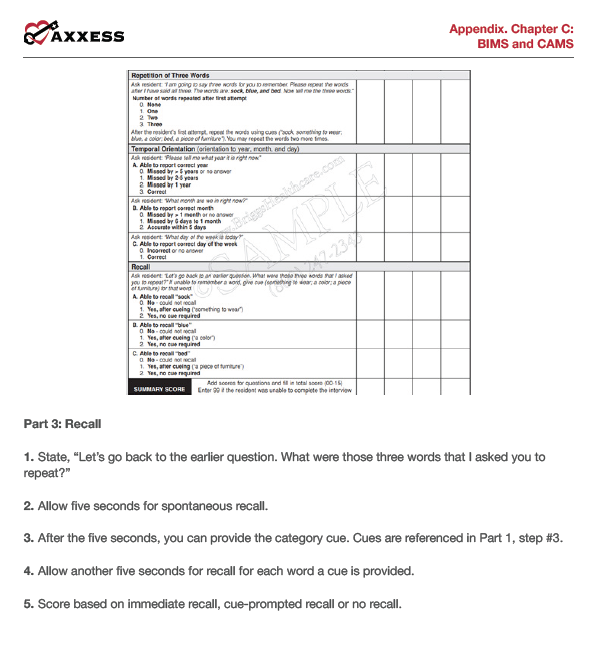 AXXESS
Appendix. Chapter C:
BIMS and CAMS
Repetition of Three Words
Ask resident: "I am going to say three words for you to remember. Please repeat the words
after I have said all three. The words are: sock, blue, and bed. Now tell me the three words."
Number of words repeated after first attempt
0. None
1. One
2. Two
3. Three
After the resident's first attempt, repeat the words using cues ("sock, something to wear;
blue, a color; bed, a piece of furniture"). You may repeat the words two more times.
Temporal Orientation (orientation to year, month, and day)
Ask resident: "Please tell me what year it is right now."
A. Able to report correct year
0. Missed by > 5 years or no answer
1. Missed by 2-5 years
2. Missed by 1 year
3. Correct
Ask resident: "What month are we in right now?"
B. Able to report correct month
0. Missed by > 1 month or no answer
1. Missed by 6 days to 1 month
2. Accurate within 5 days
Ask resident: "What day of the week is today?"
C. Able to report correct day of the week
0. Incorrect or no answer
1. Correct
Recall
Ask resident: "Let's go back to an earlier question. What were those three words that I asked
you to repeat?" If unable to remember a word, give cue (something to wear; a color; a piece
of furniture) for that word.
A. Able to recall "sock"
0. No - could not recall
1. Yes, after cueing ("something to wear")
2. Yes, no cue required
B. Able to recall "blue"
0. No - could not recall
1. Yes, after cueing ("a color")
2. Yes, no cue required
C. Able to recall "bed"
0. No - could not recall
1. Yes, after cueing ("a piece of furniture")
2. Yes, no cue required
SUMMARY SCORE
Add scores for questions and fill in total score (00-15)
Enter 99 if the resident was unable to complete the interview
SAMPLE
Part 3: Recall
1. State, “Let’s go back to the earlier question. What were those three words that I asked you to
repeat?”
2. Allow five seconds for spontaneous recall.
3. After the five seconds, you can provide the category cue. Cues are referenced in Part 1, step #3.
4. Allow another five seconds for recall for each word a cue is provided.
5. Score based on immediate recall, cue-prompted recall or no recall.